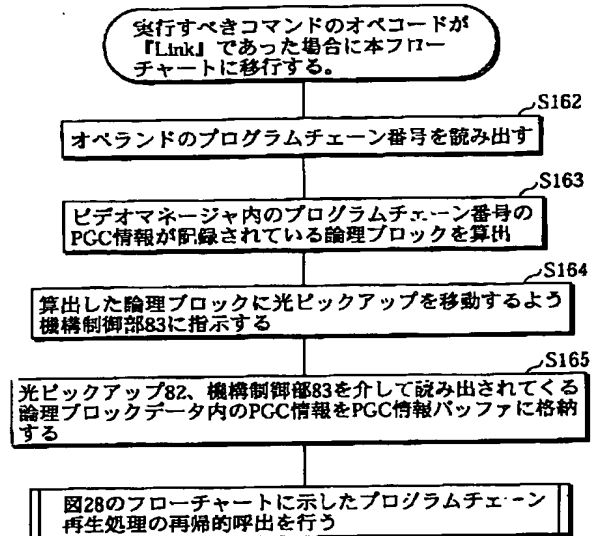 実行すべきコマンドのオペコードが
『Link』であった場合に本フロー
チャートに移行する。
S162
オペランドのプログラムチェーン番号を読み出す
S163
ビデオマネージャ内のプログラムチェーン番号の
PGC情報が記録されている論理ブロックを算出
S164
算出した論理ブロックに光ピックアップを移動するよう
機構制御部83に指示する
S165
光ピックアップ82、機構制御部83を介して読み出されてくる
論理ブロックデータ内のPGC情報をPGC情報バッファに格納
する
図28のフローチャートに示したプログラムチェーン
再生処理の再帰的呼出を行う